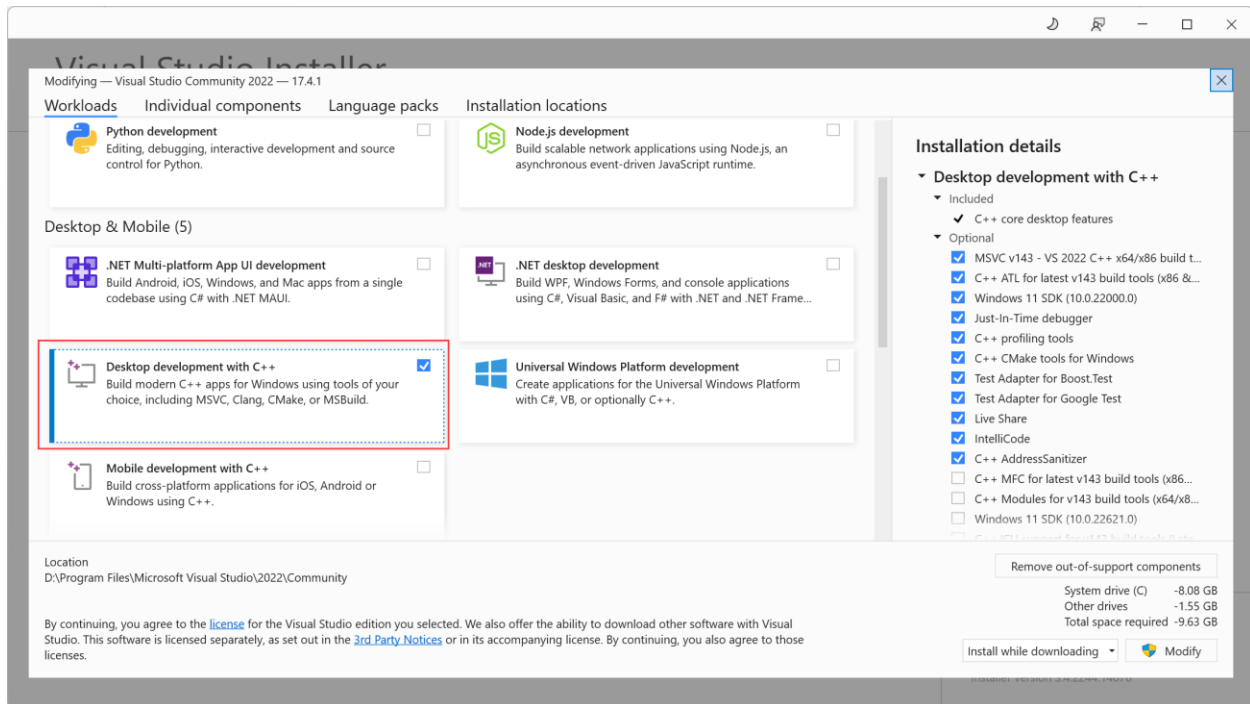 Visual Studio Installer
Modifying — Visual Studio Community 2022 — 17.4.1
Workloads
Individual components
Language packs
Installation locations
Python development
Editing, debugging, interactive development and source
control for Python.
JS
Node.js development
Build scalable network applications using Node.js, an
asynchronous event-driven JavaScript runtime.
Desktop & Mobile (5)
.NET Multi-platform App UI development
Build Android, iOS, Windows, and Mac apps from a single
codebase using C# with .NET MAUI.
.NET
.NET desktop development
Build WPF, Windows Forms, and console applications
using C#, Visual Basic, and F# with .NET and .NET Frame...
Desktop development with C++
Build modern C++ apps for Windows using tools of your
choice, including MSVC, Clang, CMake, or MSBuild.
Universal Windows Platform development
Create applications for the Universal Windows Platform
with C#, VB, or optionally C++.
Mobile development with C++
Build cross-platform applications for iOS, Android or
Windows using C++.
Installation details
Desktop development with C++
Included
C++ core desktop features
Optional
MSVC v143 - VS 2022 C++ x64/x86 build t...
C++ ATL for latest v143 build tools (x86 &...
Windows 11 SDK (10.0.22000.0)
Just-In-Time debugger
C++ profiling tools
C++ CMake tools for Windows
Test Adapter for Boost.Test
Test Adapter for Google Test
Live Share
IntelliCode
C++ AddressSanitizer
C++ MFC for latest v143 build tools (x86...
C++ Modules for v143 build tools (x64/x8...
Windows 11 SDK (10.0.22621.0)
Location
D:\Program Files\Microsoft Visual Studio\2022\Community
By continuing, you agree to the license for the Visual Studio edition you selected. We also offer the ability to download other software with Visual
Studio. This software is licensed separately, as set out in the 3rd Party Notices or in its accompanying license. By continuing, you also agree to those
licenses.
Remove out-of-support components
System drive (C) -8.08 GB
Other drives -1.55 GB
Total space required -9.63 GB
Install while downloading
Modify